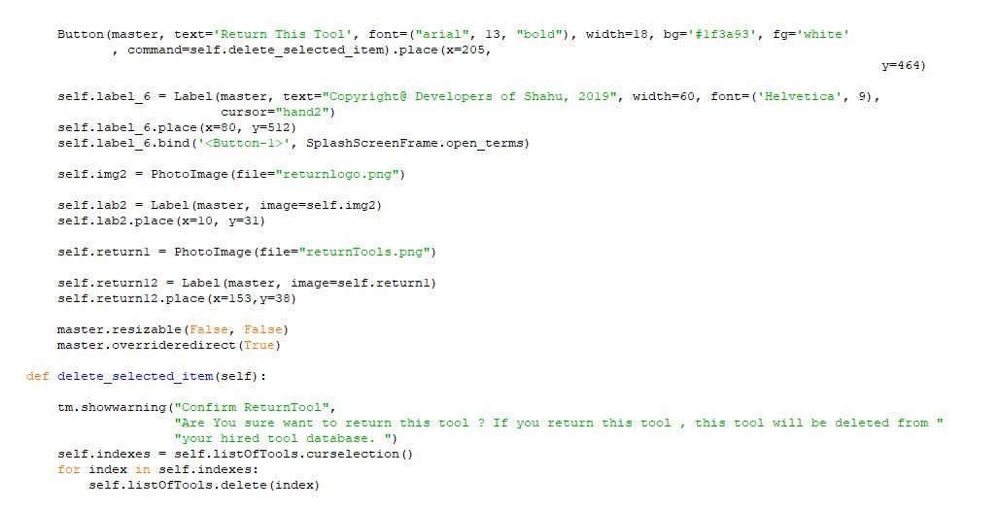 Button(master, text='Return This Tool', font=("arial", 13, "bold"), width=18, bg='#1f3a93', fg='white'
, command=self.delete_selected_item).place(x=205,
y=464)
self.label_6 = Label(master, text="Copyright@ Developers of Shahu, 2019", width=60, font=('Helvetica', 9),
cursor="hand2")
self.label_6.place(x=80, y=512)
self.label_6.bind('<Button-1>', SplashScreenFrame.open_terms)
self.img2 = PhotoImage(file="returnlogo.png")
self.lab2 = Label(master, image=self.img2)
self.lab2.place(x=10, y=31)
self.return1 = PhotoImage(file="returnTools.png")
self.return12 = Label(master, image=self.return1)
self.return12.place(x=153,y=38)
master.resizable(False, False)
master.overrideredirect(True)
def delete_selected_item(self):
tm.showwarning("Confirm ReturnTool",
"Are You sure want to return this tool ? If you return this tool , this tool will be deleted from "
"your hired tool database. ")
self.indexes = self.listOfTools.curselection()
for index in self.indexes:
self.listOfTools.delete(index)